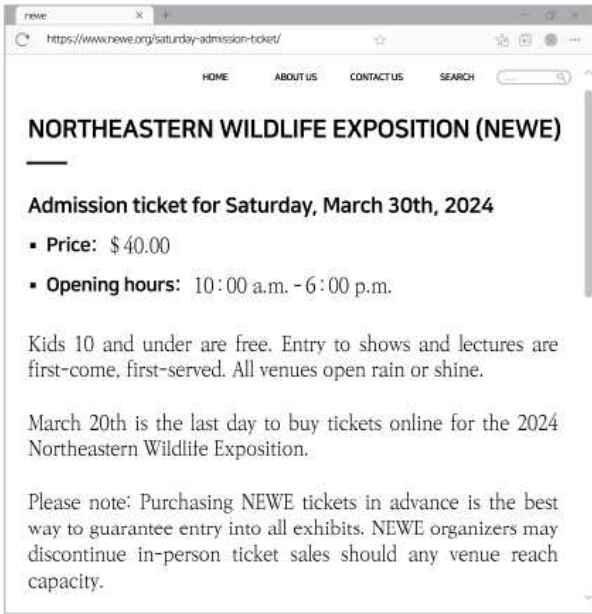 newe
https://www.newe.org/saturday-admission-ticket/
HOME ABOUT US CONTACT US SEARCH
NORTHEASTERN WILDLIFE EXPOSITION (NEWE)
Admission ticket for Saturday, March 30th, 2024
▪ Price: $40.00
▪ Opening hours: 10:00 a.m. - 6:00 p.m.
Kids 10 and under are free. Entry to shows and lectures are
first-come, first-served. All venues open rain or shine.
March 20th is the last day to buy tickets online for the 2024
Northeastern Wildlife Exposition.
Please note: Purchasing NEWE tickets in advance is the best
way to guarantee entry into all exhibits. NEWE organizers may
discontinue in-person ticket sales should any venue reach
capacity.